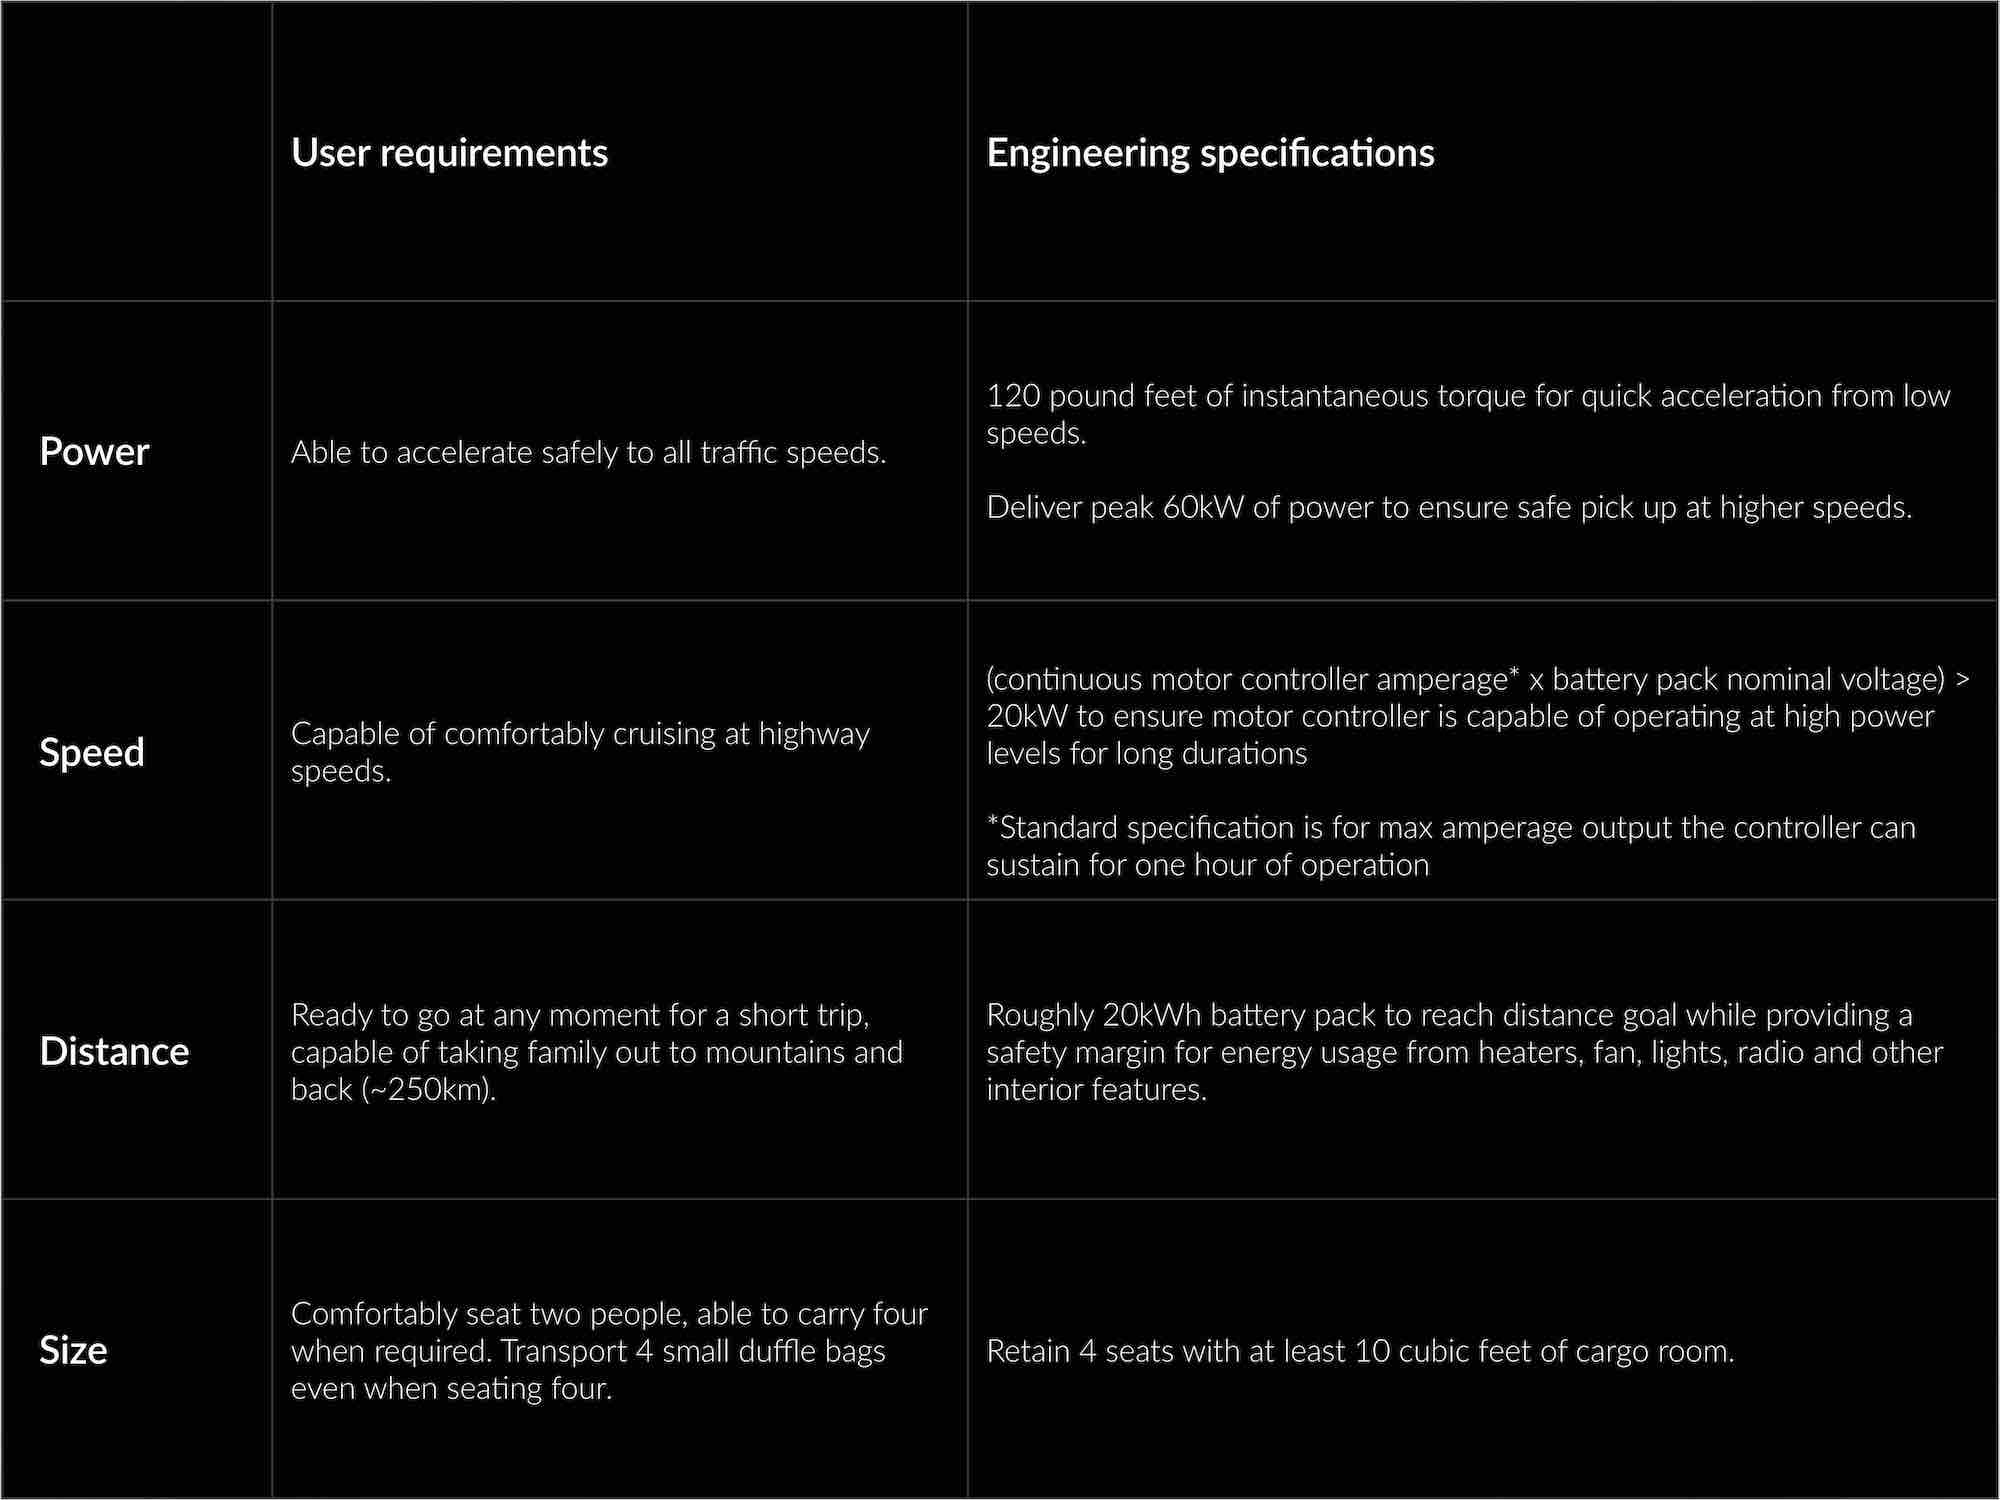 User requirements
Engineering specifications
Power
Able to accelerate safely to all traffic speeds.
120 pound feet of instantaneous torque for quick acceleration from low
speeds.
Deliver peak 60kW of power to ensure safe pick up at higher speeds.
Speed
Capable of comfortably cruising at highway
speeds.
(continuous motor controller amperage* x battery pack nominal voltage) >
20kW to ensure motor controller is capable of operating at high power
levels for long durations
*Standard specification is for max amperage output the controller can
sustain for one hour of operation
Distance
Ready to go at any moment for a short trip,
capable of taking family out to mountains and
back (~250km).
Roughly 20kWh battery pack to reach distance goal while providing a
safety margin for energy usage from heaters, fan, lights, radio and other
interior features.
Size
Comfortably seat two people, able to carry four
when required. Transport 4 small duffle bags
even when seating four.
Retain 4 seats with at least 10 cubic feet of cargo room.